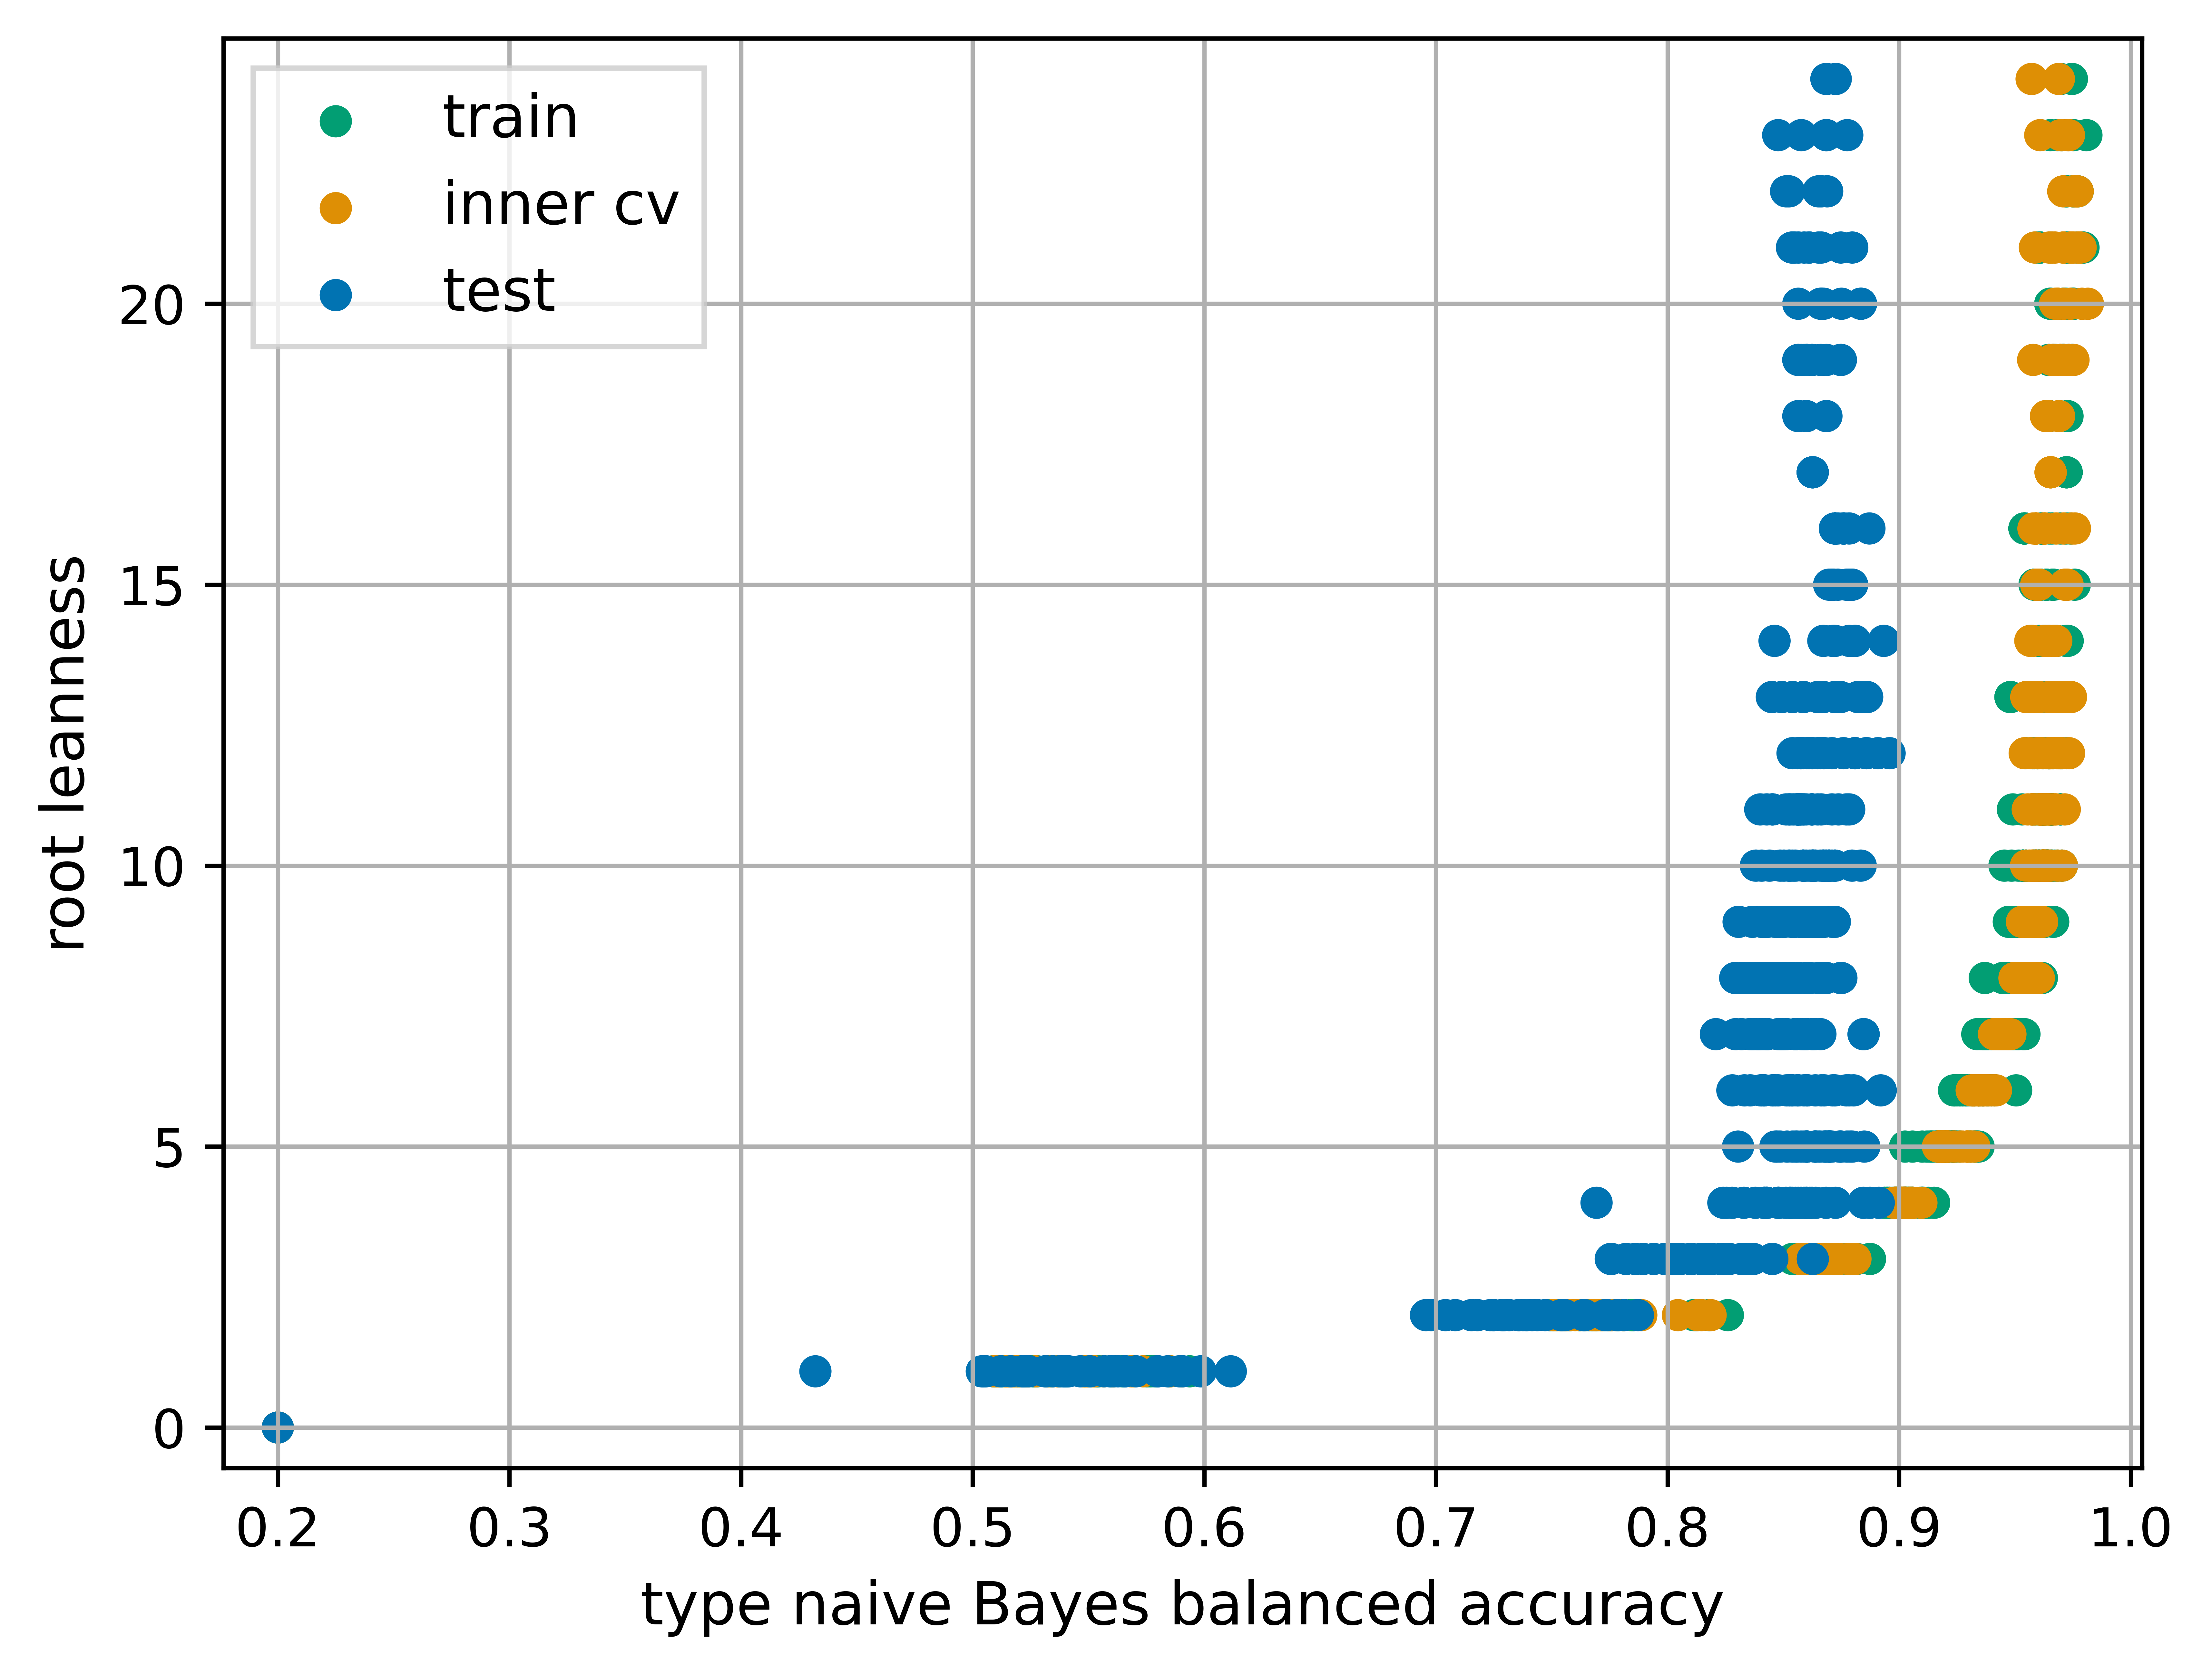 train
inner cv
test
root leanness
20
15
10
5
0
0.2 0.3 0.4 0.5 0.6 0.7 0.8 0.9 1.0
type naive Bayes balanced accuracy